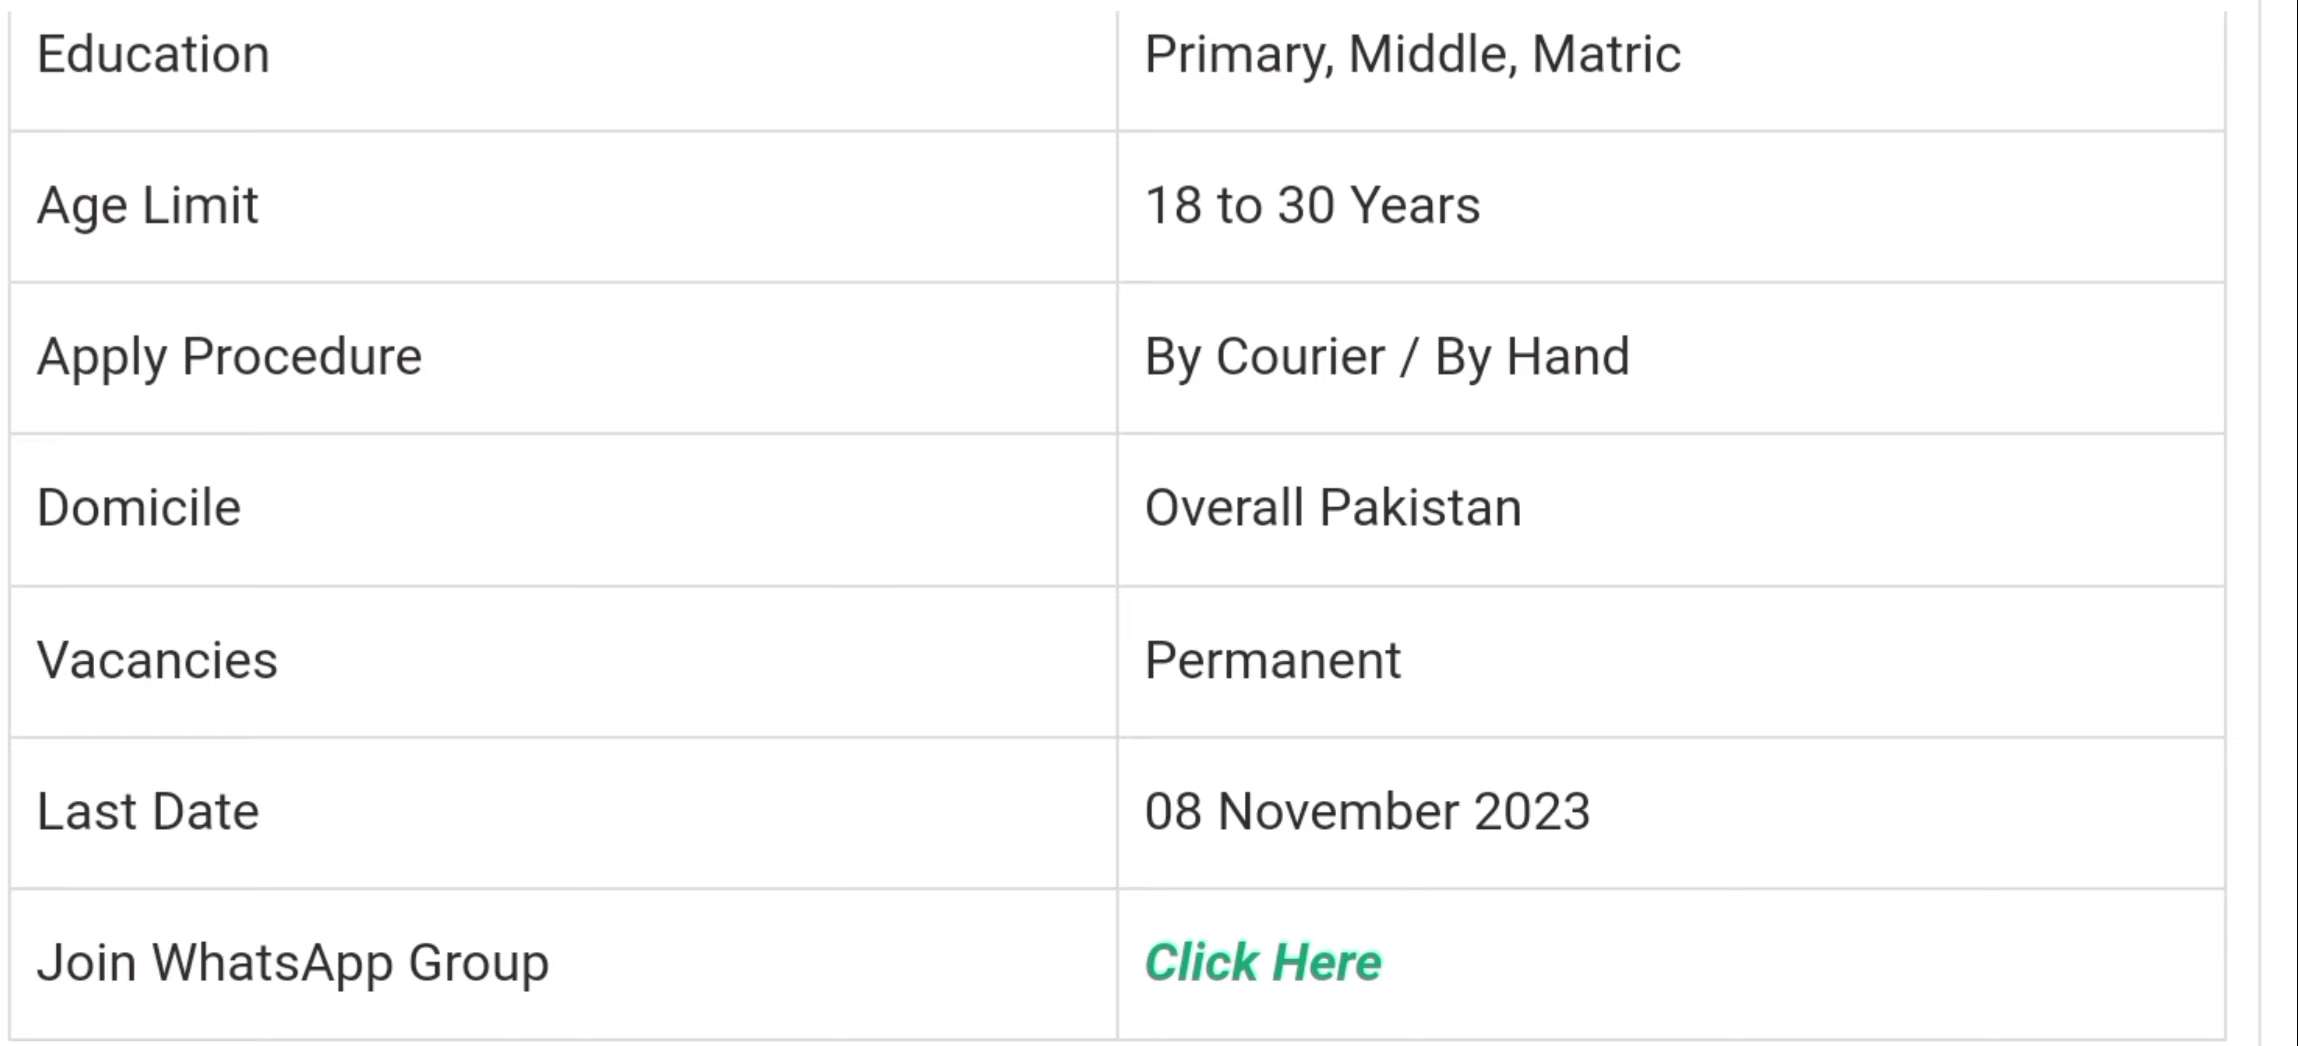 Education Primary, Middle, Matric
Age Limit 18 to 30 Years
Apply Procedure By Courier / By Hand
Domicile Overall Pakistan
Vacancies Permanent
Last Date 08 November 2023
Join WhatsApp Group Click Here